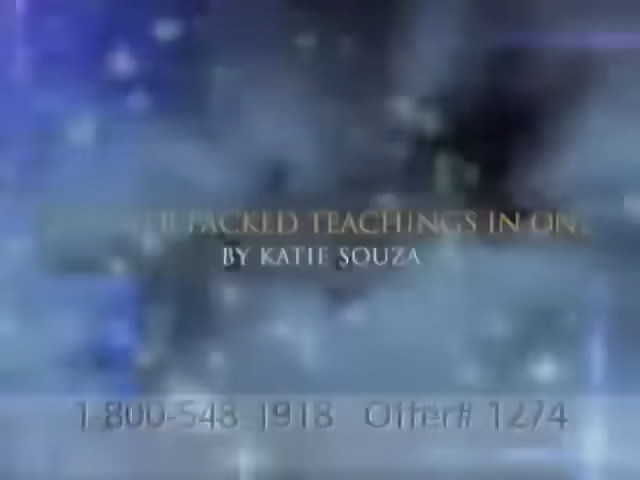 PACKED TEACHINGS IN ONE
BY KATIE SOUZA
1-800-548 1918 Offer# 1274